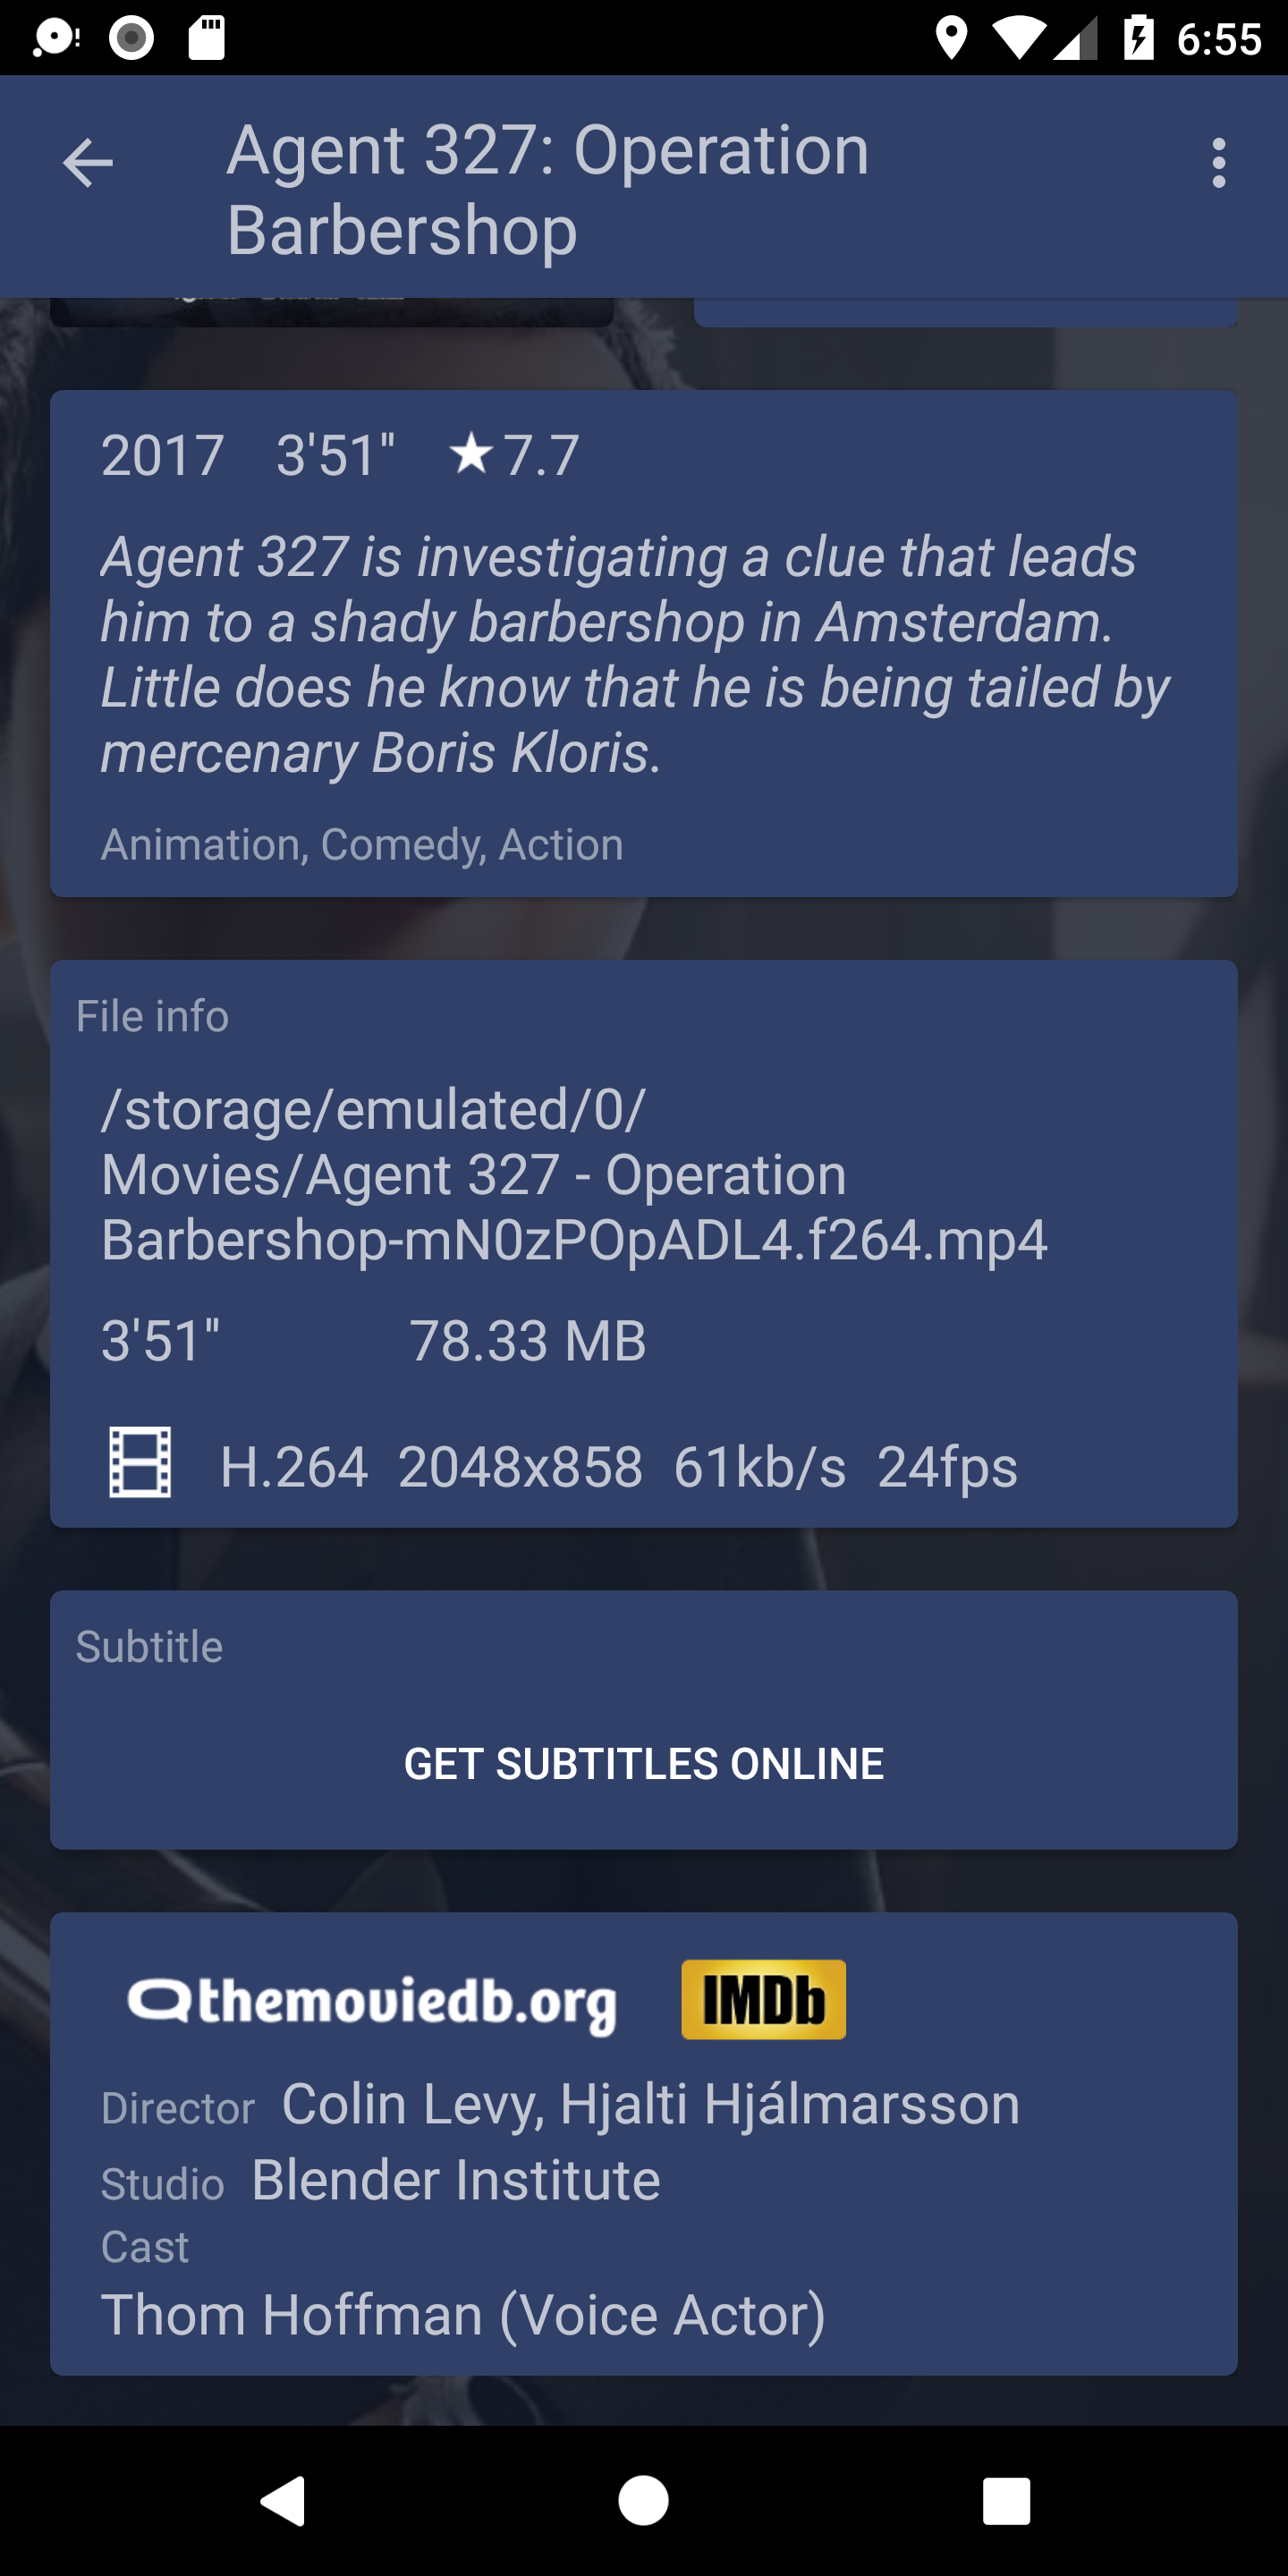 6:55
Agent 327: Operation
Barbershop
2017 3'51" ★7.7
Agent 327 is investigating a clue that leads
him to a shady barbershop in Amsterdam.
Little does he know that he is being tailed by
mercenary Boris Kloris.
Animation, Comedy, Action
File info
/storage/emulated/0/
Movies/Agent 327 - Operation
Barbershop-mN0zPOpADL4.f264.mp4
3'51" 78.33 MB
H.264 2048x858 61kb/s 24fps
Subtitle
GET SUBTITLES ONLINE
themoviedb.org IMDb
Director Colin Levy, Hjalti Hjálmarsson
Studio Blender Institute
Cast
Thom Hoffman (Voice Actor)